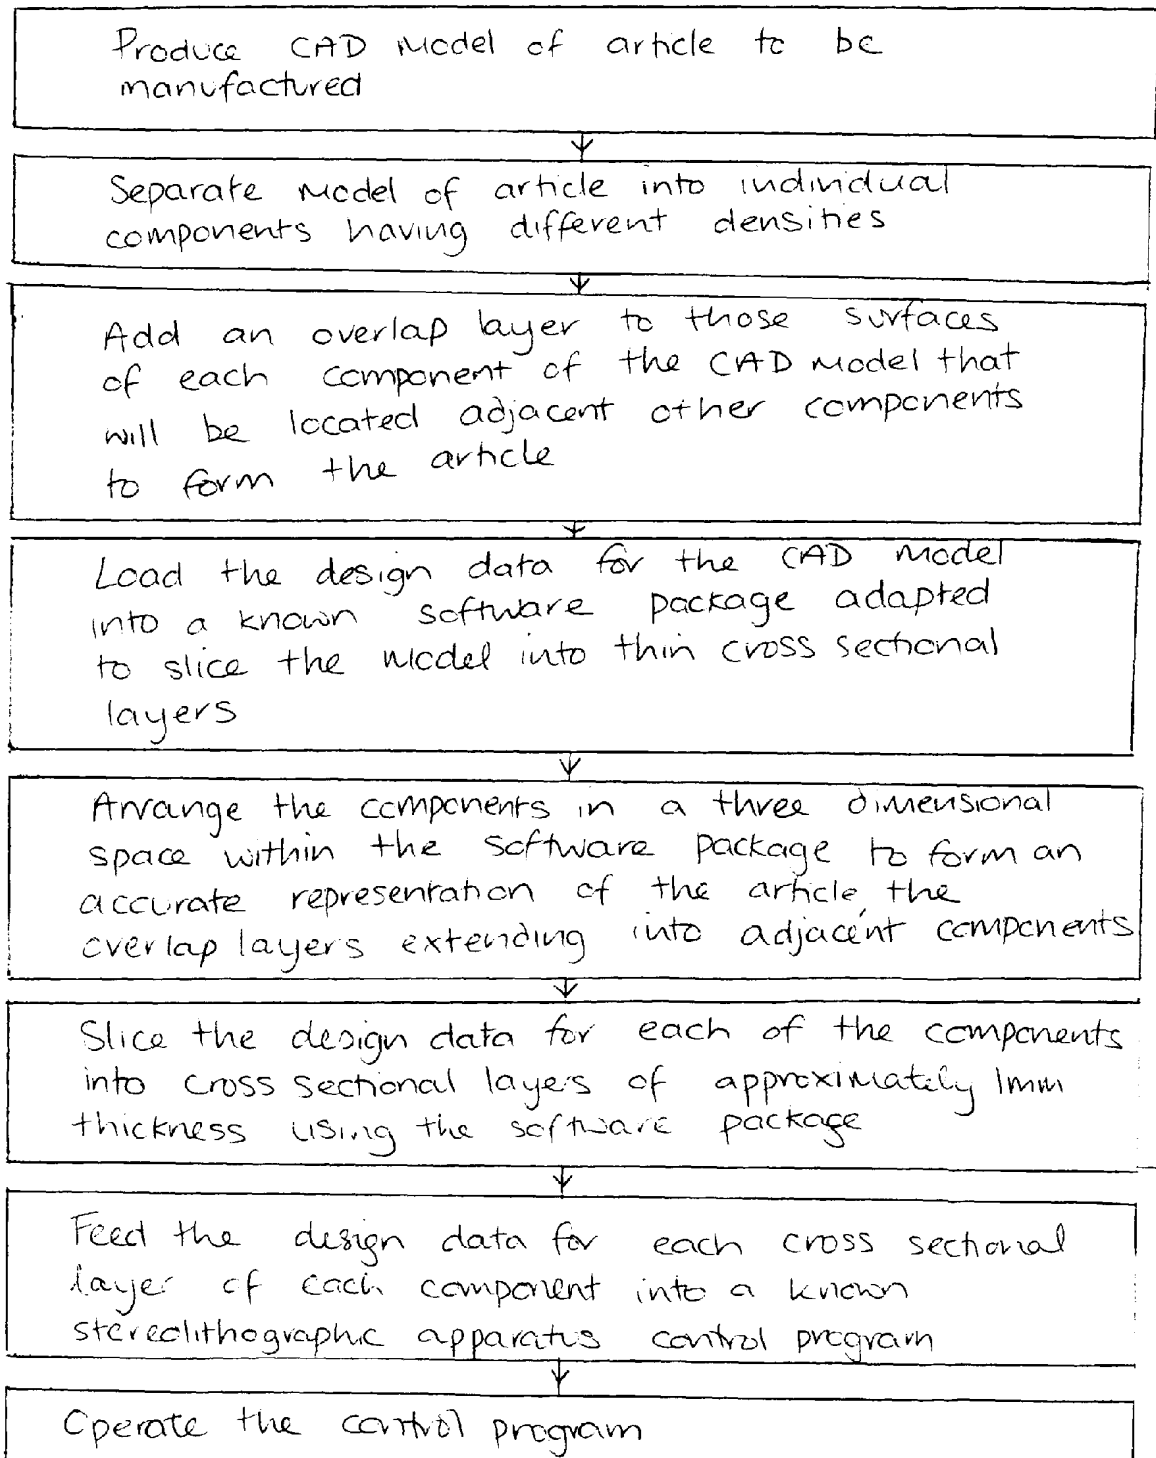 Produce CAD Model of article to be
manufactured
Separate Model of article into individual
components having different densities
Add an overlap layer to those surfaces
of each component of the CAD Model that
will be located adjacent other components
to form the article
Load the design data for the CAD Model
into a known software package adapted
to slice the Model into thin cross sectional
layers
Arrange the components in a three dimensional
space within the software package to form an
accurate representation of the article, the
overlap layers extending into adjacent components
Slice the design data for each of the components
into cross sectional layers of approximately 1mm
thickness using the software package
Feed the design data for each cross sectional
layer of each component into a known
stereolithographic apparatus control program
Operate the control program